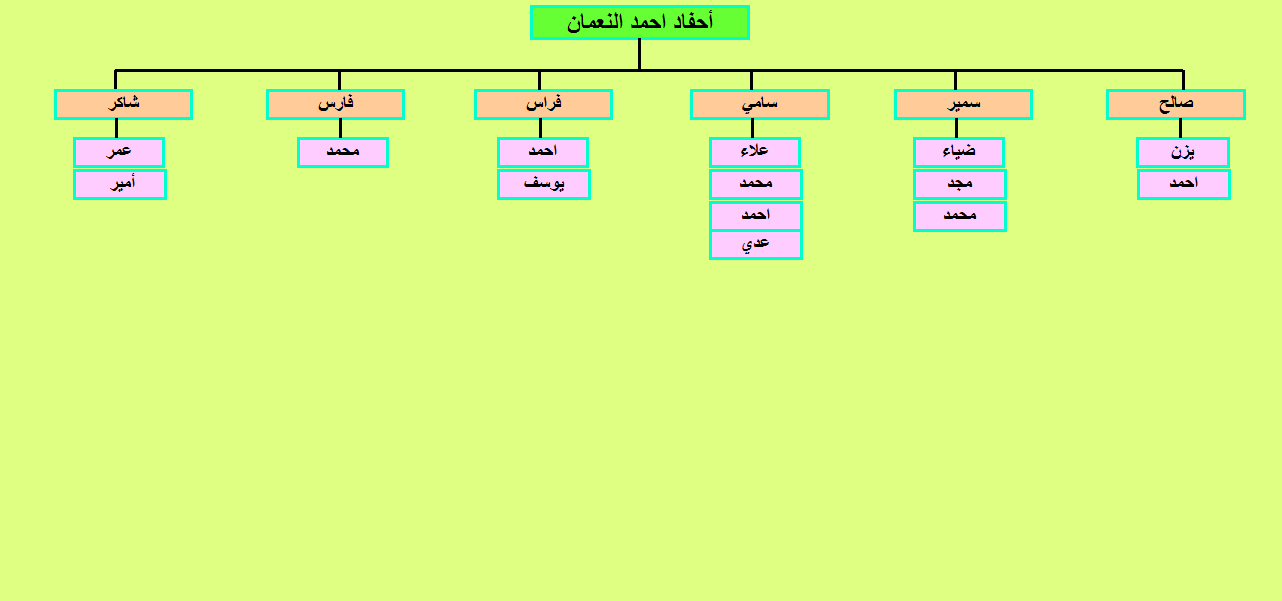 أحفاد احمد النعمان
صالح
سمير
سامي
فراس
فارس
شاكر
يزن
احمد
ضياء
مجد
محمد
علاء
محمد
احمد
عدي
احمد
يوسف
محمد
عمر
أمير